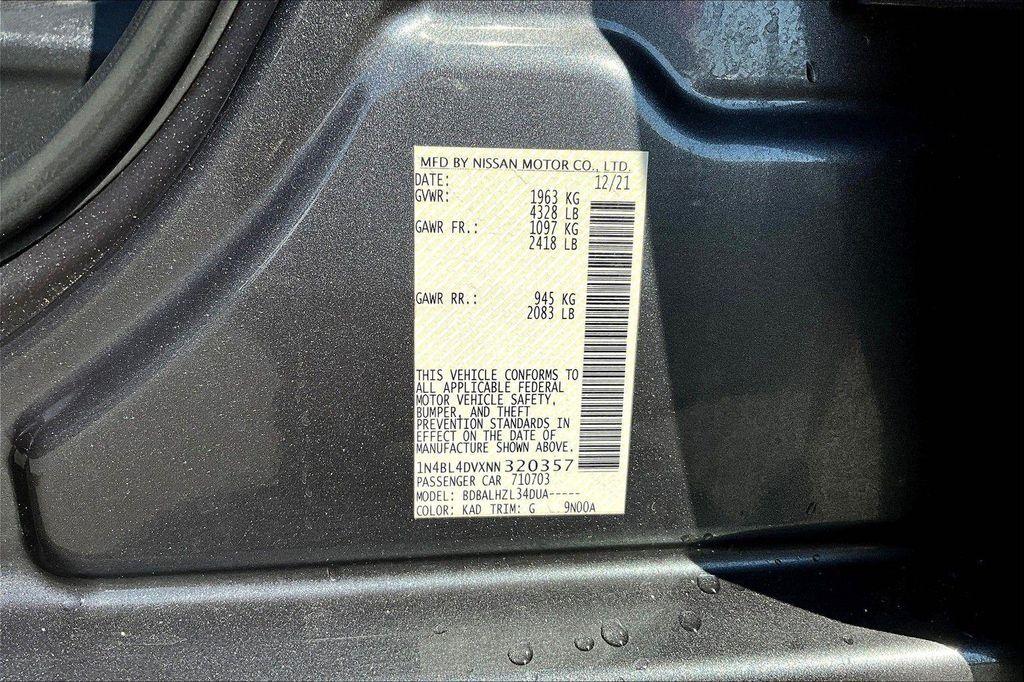 MFD BY NISSAN MOTOR CO., LTD.
DATE: 12/21
GVWR: 1963 KG
4328 LB
GAWR FR.: 1097 KG
2418 LB
GAWR RR.: 945 KG
2083 LB
THIS VEHICLE CONFORMS TO
ALL APPLICABLE FEDERAL
MOTOR VEHICLE SAFETY,
BUMPER, AND THEFT
PREVENTION STANDARDS IN
EFFECT ON THE DATE OF
MANUFACTURE SHOWN ABOVE.
1N4BL4DVXNN320357
PASSENGER CAR 710703
MODEL: BDBALHZL34DUA-----
COLOR: KAD TRIM: G 9N00A